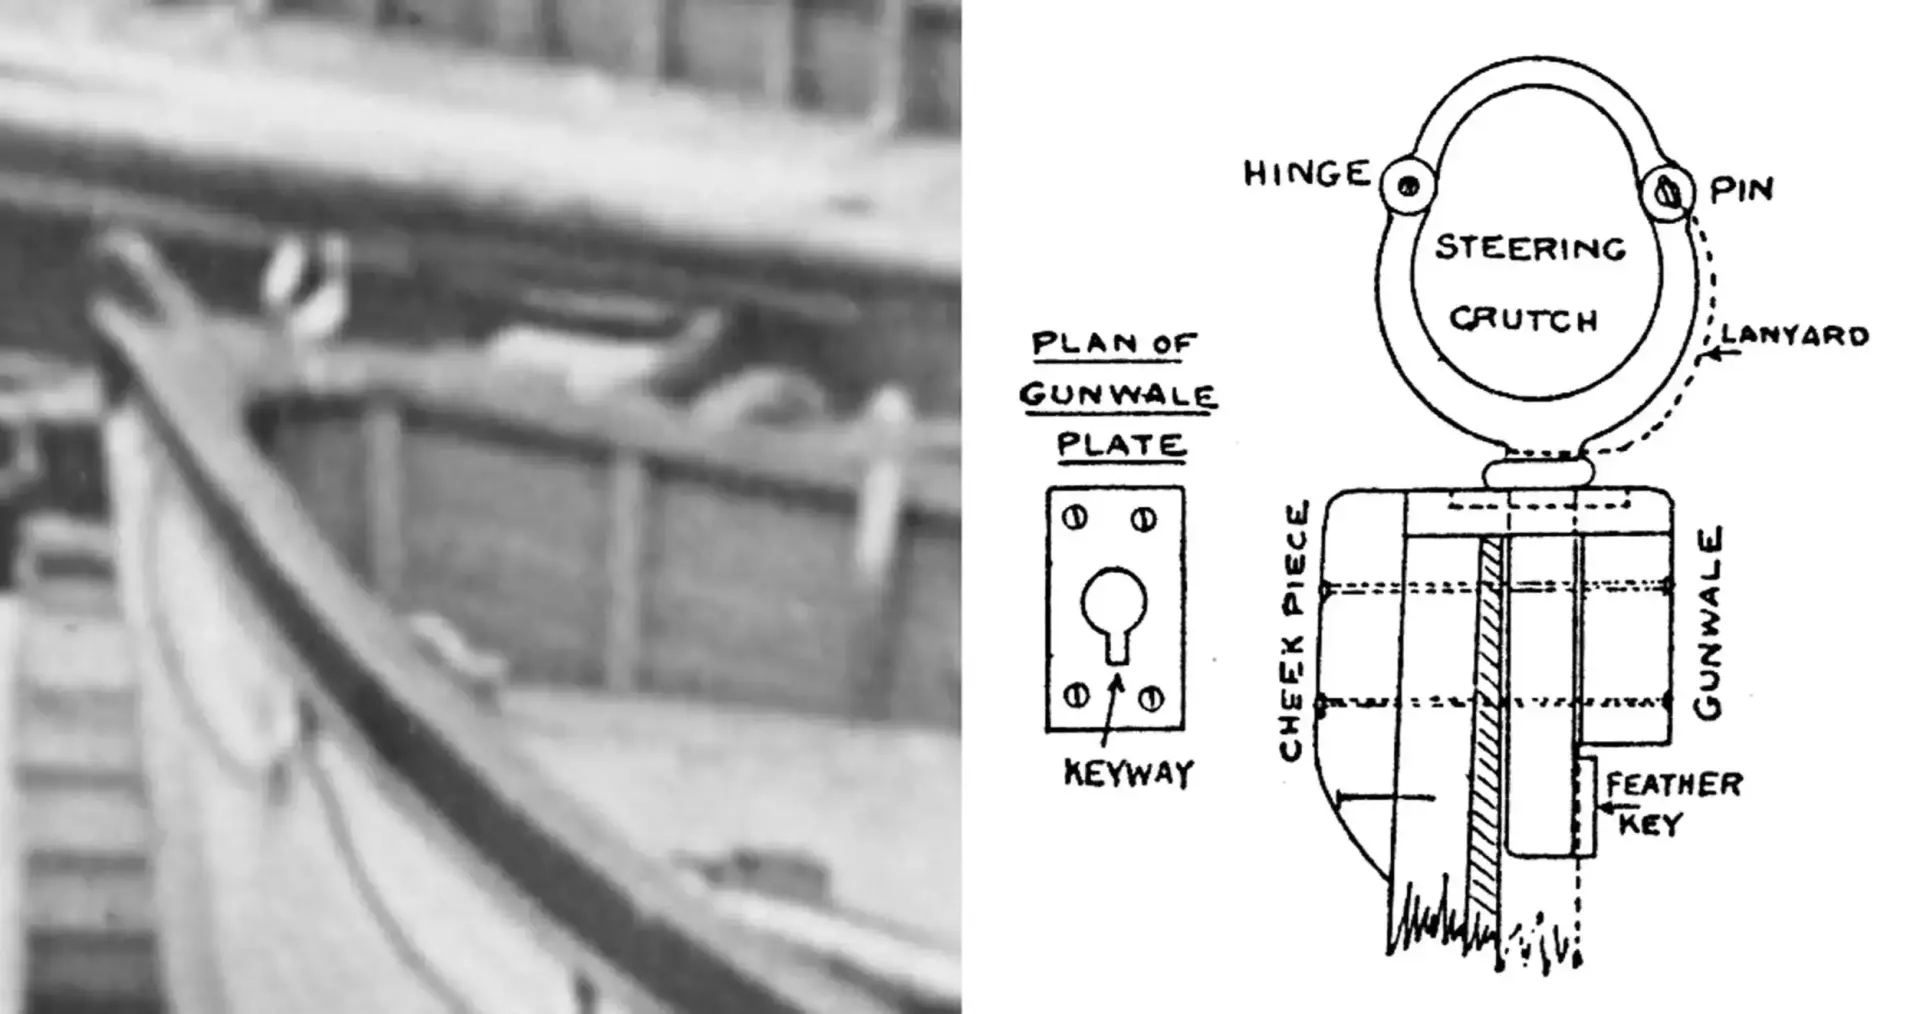 HINGE
PIN
STEERING
CRUTCH
LANYARD
PLAN OF
GUNWALE
PLATE
KEYWAY
CHEEK PIECE
GUNWALE
FEATHER
KEY